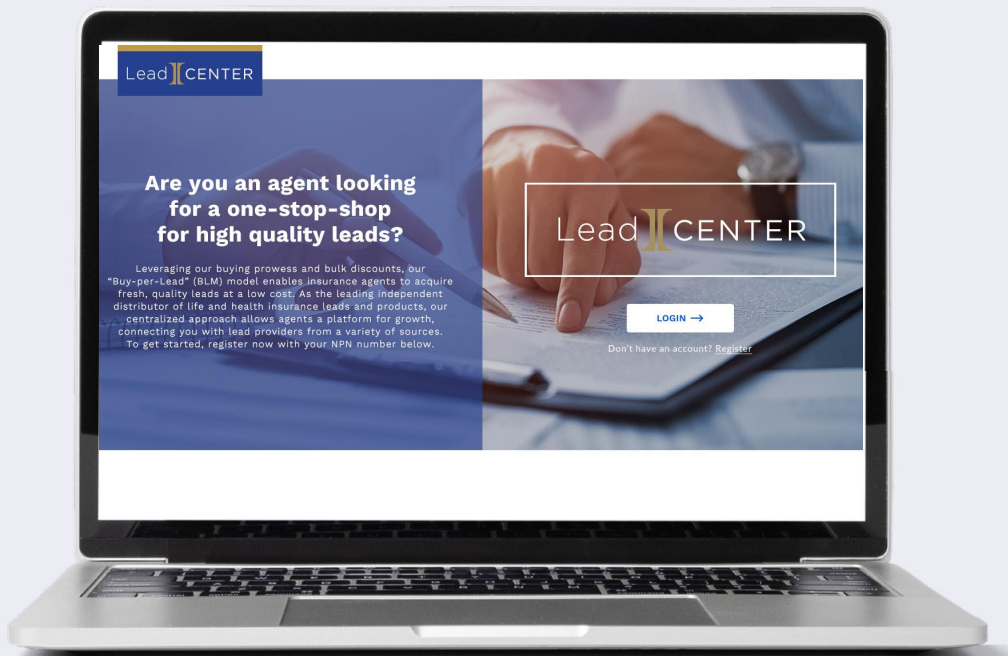 Lead CENTER
Are you an agent looking
for a one-stop-shop
for high quality leads?
Leveraging our buying prowess and bulk discounts, our
“Buy-per-Lead” (BLM) model enables insurance agents to acquire
fresh, quality leads at a low cost. As the leading independent
distributor of life and health insurance leads and products, our
centralized approach allows agents a platform for growth,
connecting you with lead providers from a variety of sources.
To get started, register now with your NPN number below.
Lead CENTER
LOGIN →
Don't have an account? Register